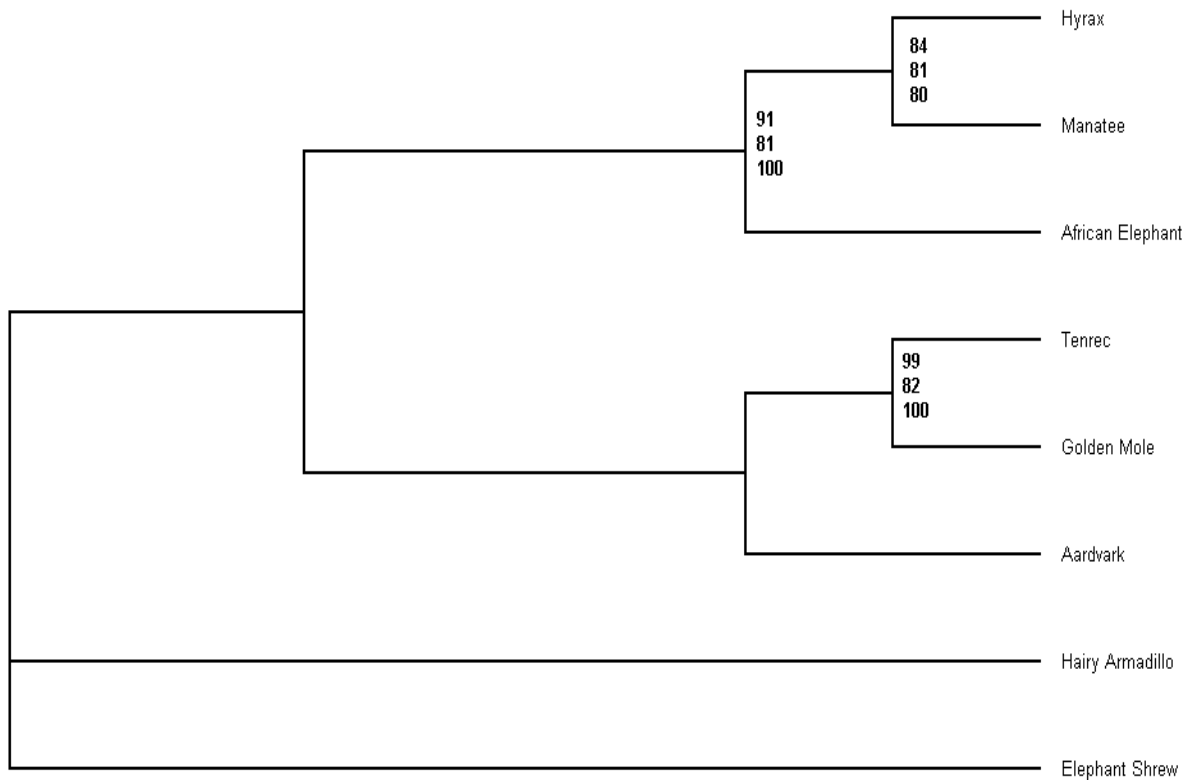 Hyrax
84
81
80
Manatee
91
81
100
African Elephant
Tenrec
99
82
100
Golden Mole
Aardvark
Hairy Armadillo
Elephant Shrew